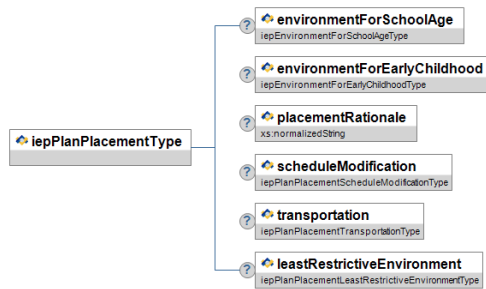 environmentForSchoolAge
iepEnvironmentForSchoolAgeType
environmentForEarlyChildhood
iepEnvironmentForEarlyChildhoodType
placementRationale
xs:normalizedString
iepPlanPlacementType
scheduleModification
iepPlanPlacementScheduleModificationType
transportation
iepPlanPlacementTransportationType
leastRestrictiveEnvironment
iepPlanPlacementLeastRestrictiveEnvironmentType